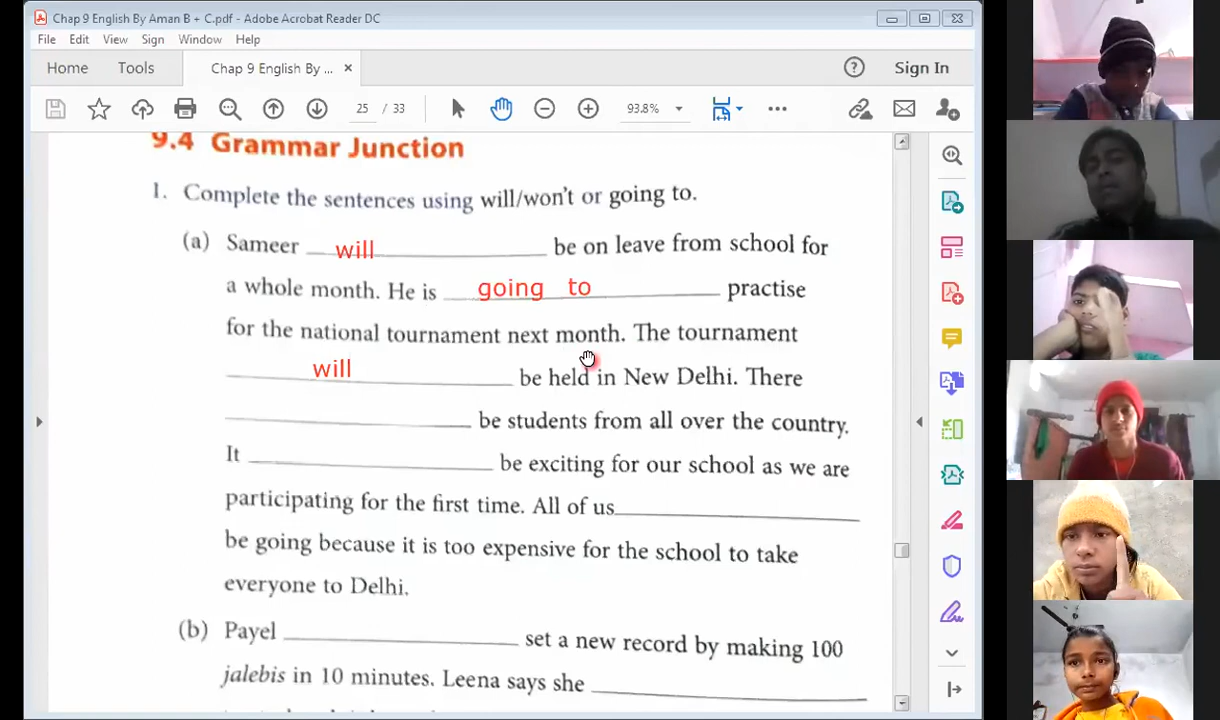 Chap 9 English By Aman B + C.pdf - Adobe Acrobat Reader DC
File Edit View Sign Window Help
Home Tools Chap 9 English By ... × Sign In
25 / 33 93.8%
9.4 Grammar Junction
1. Complete the sentences using will/won't or going to.
(a) Sameer will be on leave from school for
a whole month. He is going to practise
for the national tournament next month. The tournament
will be held in New Delhi. There
be students from all over the country.
It be exciting for our school as we are
participating for the first time. All of us
be going because it is too expensive for the school to take
everyone to Delhi.
(b) Payel set a new record by making 100
jalebis in 10 minutes. Leena says she